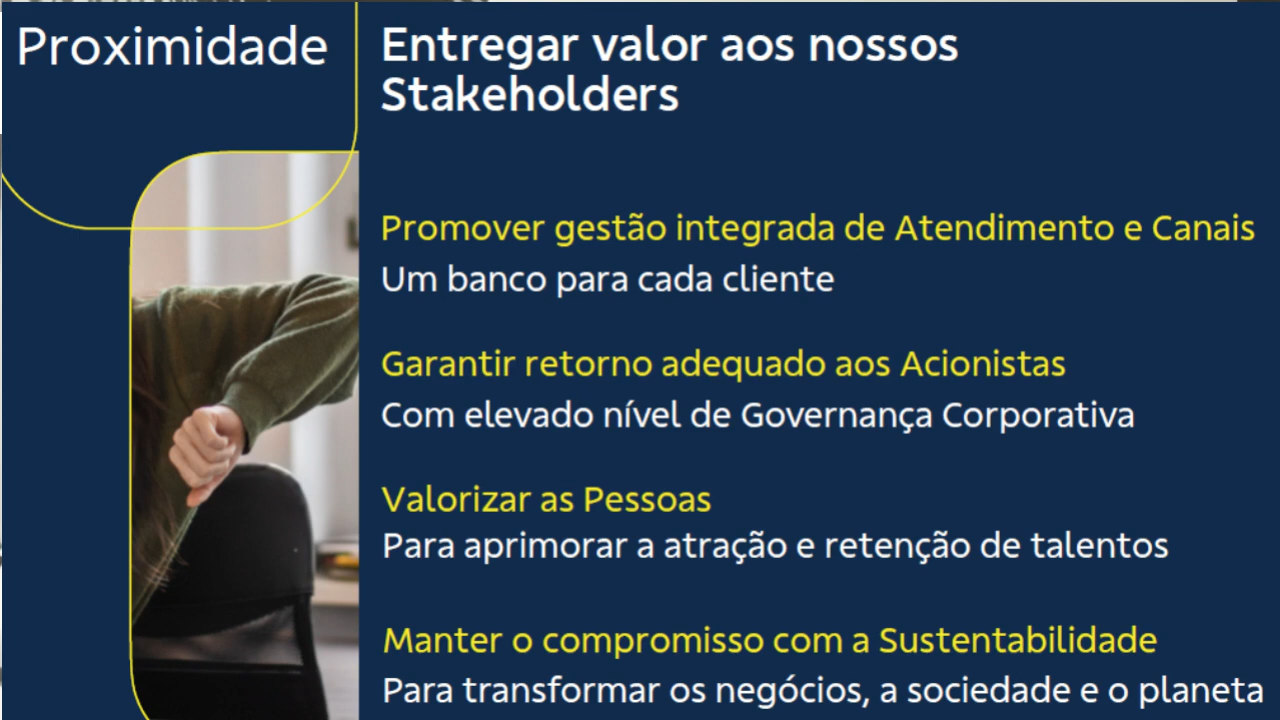 Proximidade
Entregar valor aos nossos
Stakeholders
Promover gestão integrada de Atendimento e Canais
Um banco para cada cliente
Garantir retorno adequado aos Acionistas
Com elevado nível de Governança Corporativa
Valorizar as Pessoas
Para aprimorar a atração e retenção de talentos
Manter o compromisso com a Sustentabilidade
Para transformar os negócios, a sociedade e o planeta